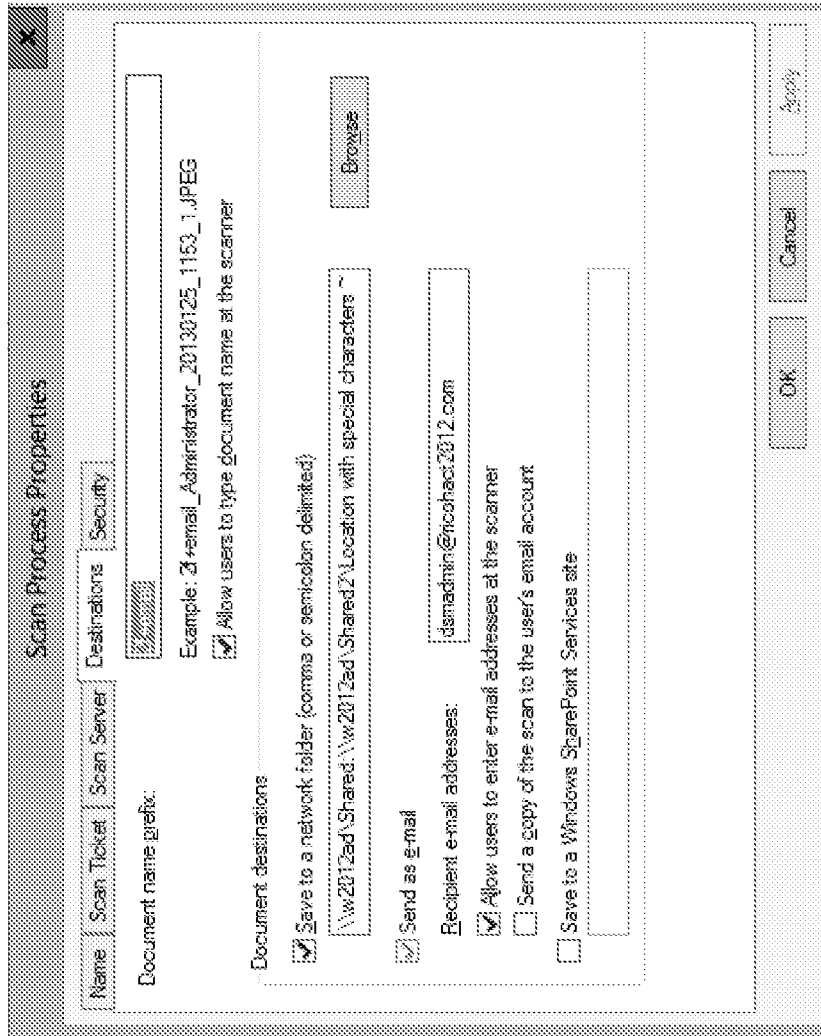 Scan Process Properties
x
Name Scan Ticket Scan Server Destinations Security
Document name prefix:
Example: 2f+email_Administrator_20130125_1153_1.JPEG
Allow users to type document name at the scanner
Document destinations
Save to a network folder (comma or semicolon delimited)
\\w2012ad\Shared;\\w2012ad\Shared2\Location with special characters ~
Browse
Send as e-mail
Recipient e-mail addresses:
dsmadmin@ricohact2012.com
Allow users to enter e-mail addresses at the scanner
Send a copy of the scan to the user's email account
Save to a Windows SharePoint Services site
OK Cancel Apply